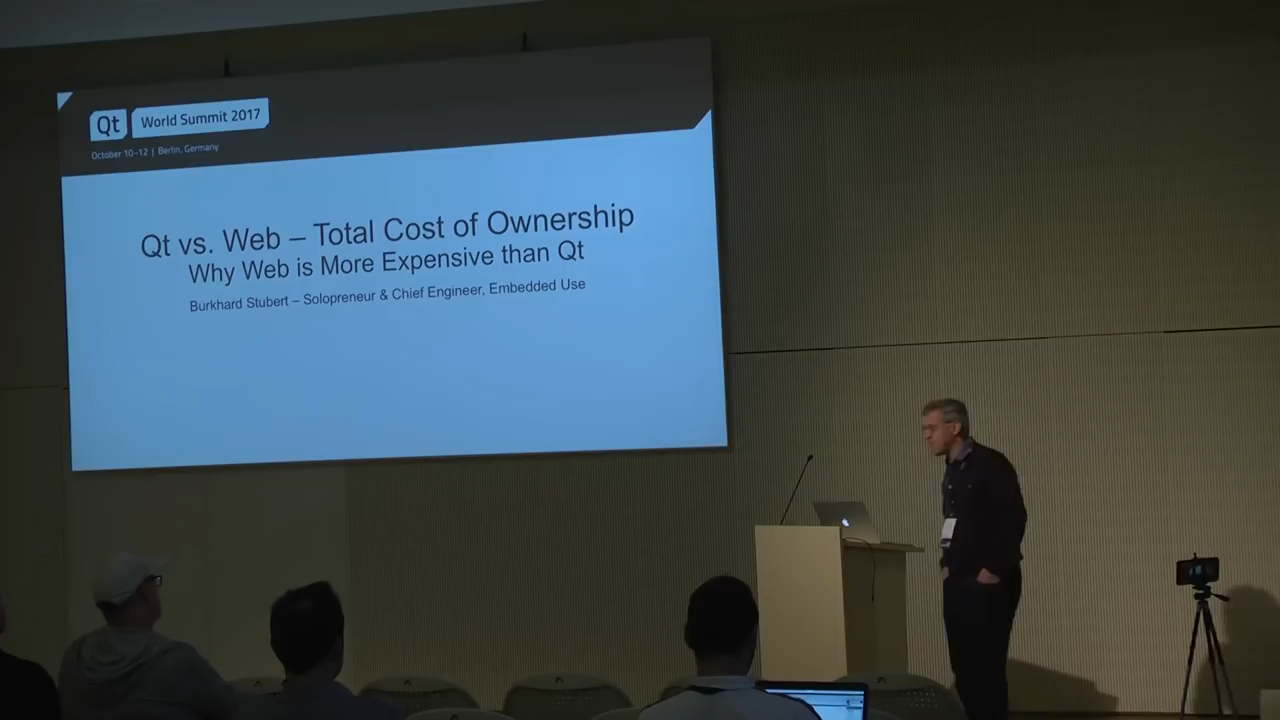 Qt World Summit 2017
October 10-12 | Berlin, Germany
Qt vs. Web – Total Cost of Ownership
Why Web is More Expensive than Qt
Burkhard Stubert – Solopreneur & Chief Engineer, Embedded Use